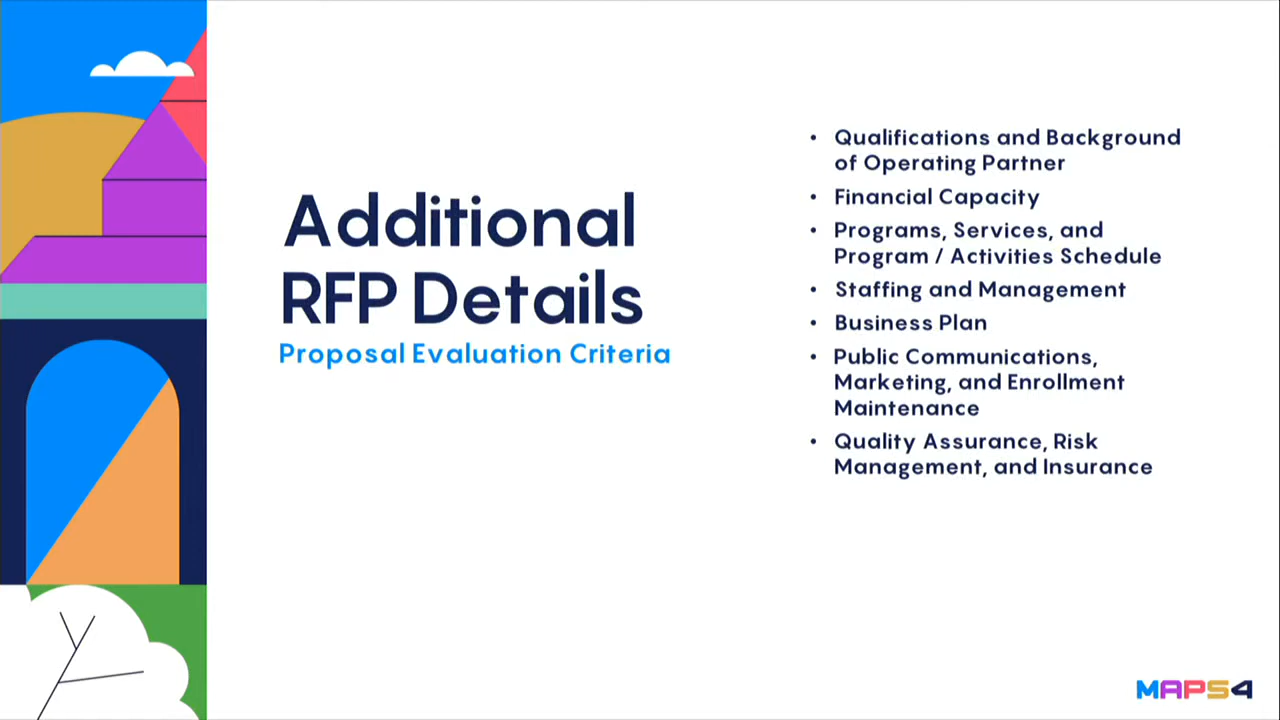 Additional
RFP Details
Proposal Evaluation Criteria
• Qualifications and Background
of Operating Partner
• Financial Capacity
• Programs, Services, and
Program / Activities Schedule
• Staffing and Management
• Business Plan
• Public Communications,
Marketing, and Enrollment
Maintenance
• Quality Assurance, Risk
Management, and Insurance
MAPS4